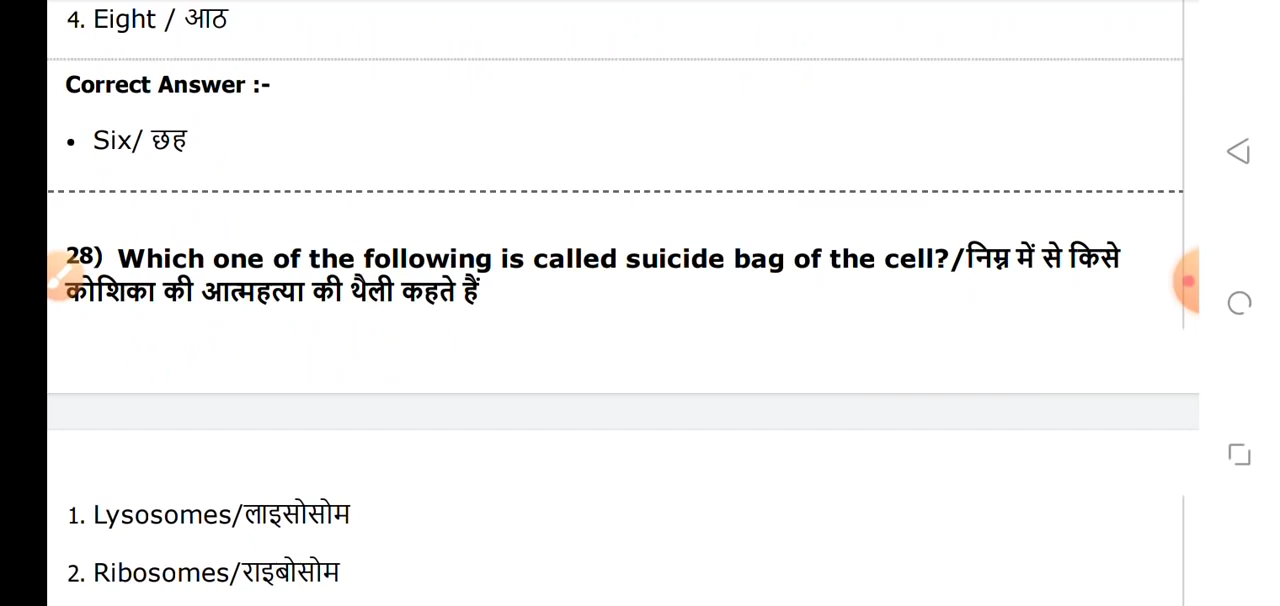 4. Eight / आठ
Correct Answer :-
• Six/ छह
28) Which one of the following is called suicide bag of the cell?/निम्न में से किसे
कोशिका की आत्महत्या की थैली कहते हैं
1. Lysosomes/लाइसोसोम
2. Ribosomes/राइबोसोम